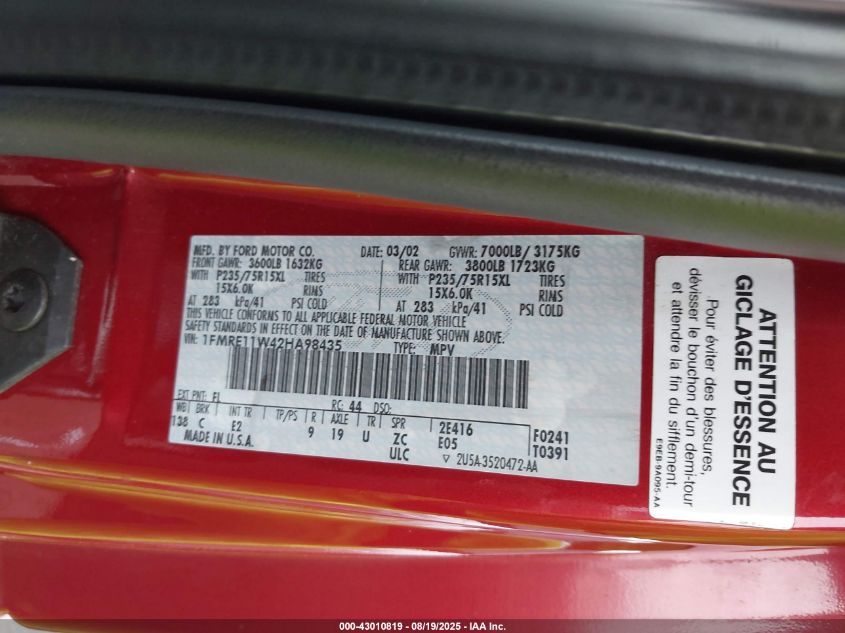 MFD. BY FORD MOTOR CO. DATE: 03/02 GVWR: 7000LB / 3175KG
FRONT GAWR: 3600LB 1632KG REAR GAWR: 3800LB 1723KG
WITH P235/75R15XL TIRES WITH P235/75R15XL TIRES
15X6.0K RIMS 15X6.0K RIMS
AT 283 kPa/41 PSI COLD AT 283 kPa/41 PSI COLD
THIS VEHICLE CONFORMS TO ALL APPLICABLE FEDERAL MOTOR VEHICLE
SAFETY STANDARDS IN EFFECT ON THE DATE OF MANUFACTURE SHOWN ABOVE.
VIN: 1FMRE11W42HA98435 TYPE: MPV
EXT PNT: FL RC: 44 DSO:
WB BRK INT TR TP/PS R AXLE TR SPR 2E416 F0241
138 C E2 9 19 U ZC E05 T0391
MADE IN U.S.A. ULC ▽ 2U5A-3520472-AA
ATTENTION AU
GICLAGE D'ESSENCE
Pour éviter des blessures,
dévisser le bouchon d'un demi-tour
et attendre la fin du sifflement.
E9EB-9A095-AA
000-43010819 - 08/19/2025 - IAA Inc.